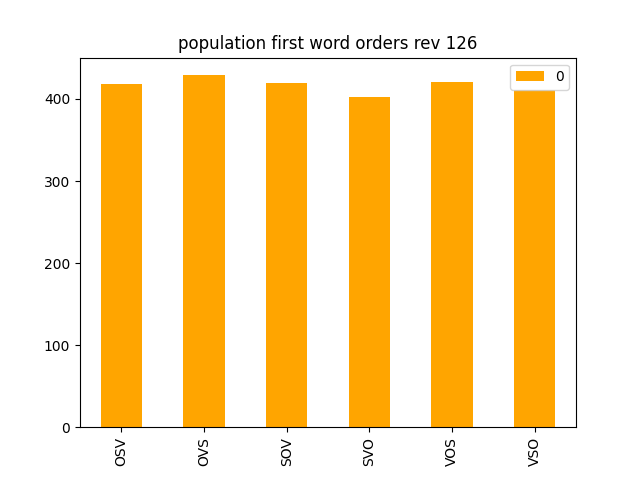 population first word orders rev 126
0
400
300
200
100
0
OSV
OVS
SOV
SVO
VOS
VSO